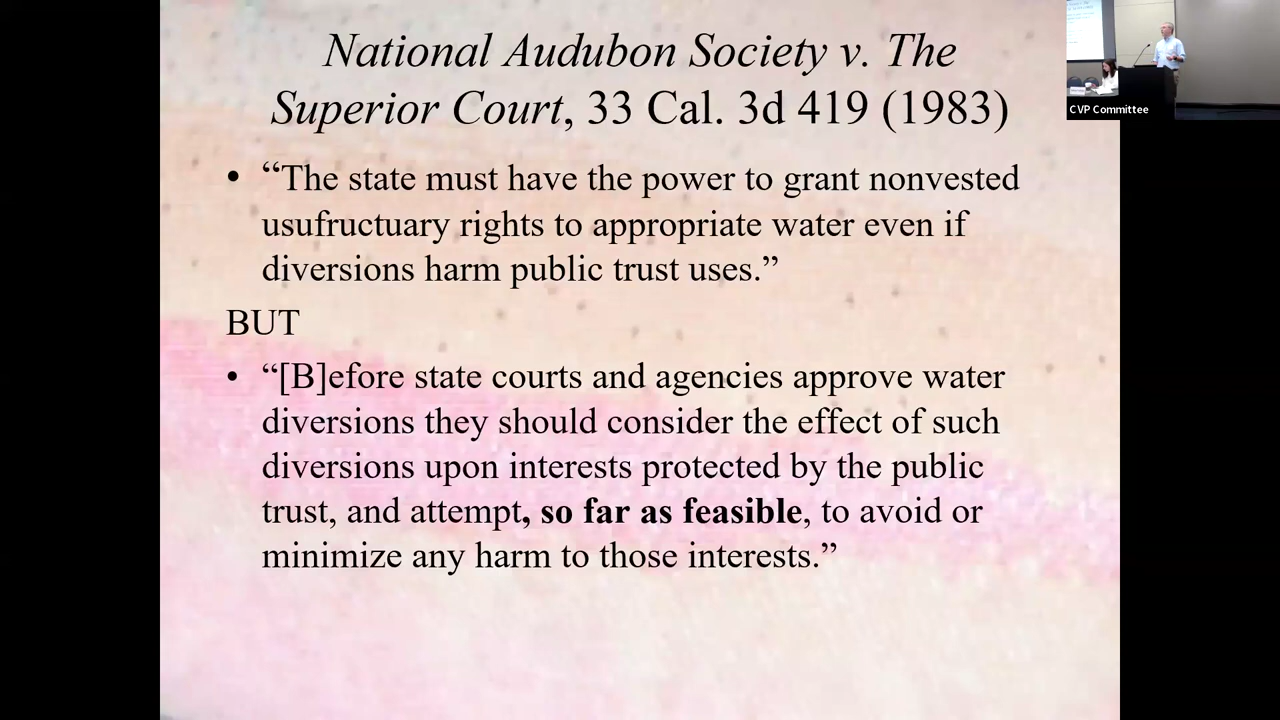 National Audubon Society v. The
Superior Court, 33 Cal. 3d 419 (1983)
• “The state must have the power to grant nonvested
usufructuary rights to appropriate water even if
diversions harm public trust uses.”
BUT
• “[B]efore state courts and agencies approve water
diversions they should consider the effect of such
diversions upon interests protected by the public
trust, and attempt, so far as feasible, to avoid or
minimize any harm to those interests.”
CVP Committee